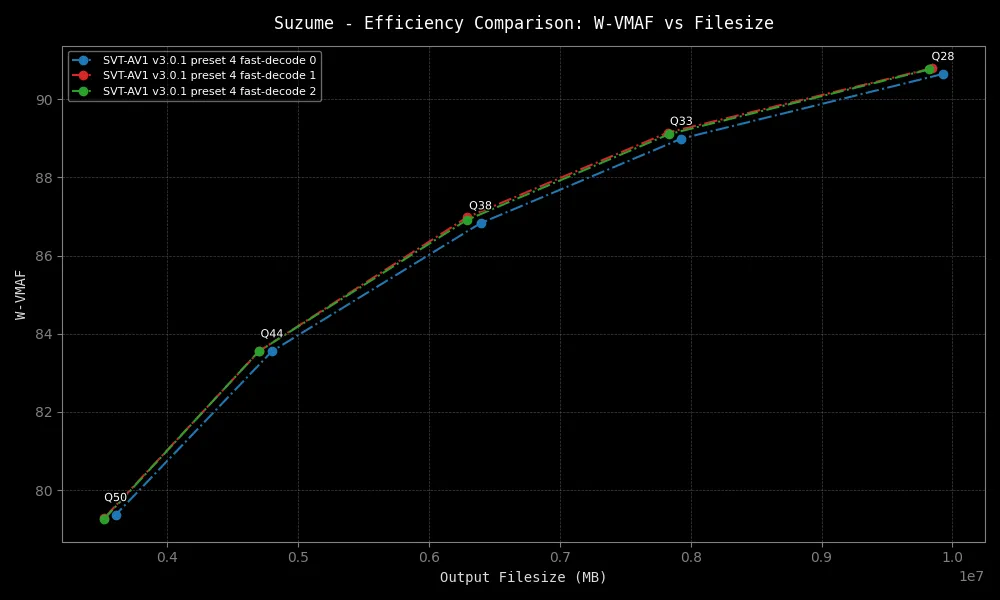 Suzume - Efficiency Comparison: W-VMAF vs Filesize
SVT-AV1 v3.0.1 preset 4 fast-decode 0
SVT-AV1 v3.0.1 preset 4 fast-decode 1
SVT-AV1 v3.0.1 preset 4 fast-decode 2
Q28
Q33
Q38
Q44
Q50
W-VMAF
90
88
86
84
82
80
0.4 0.5 0.6 0.7 0.8 0.9 1.0
1e7
Output Filesize (MB)